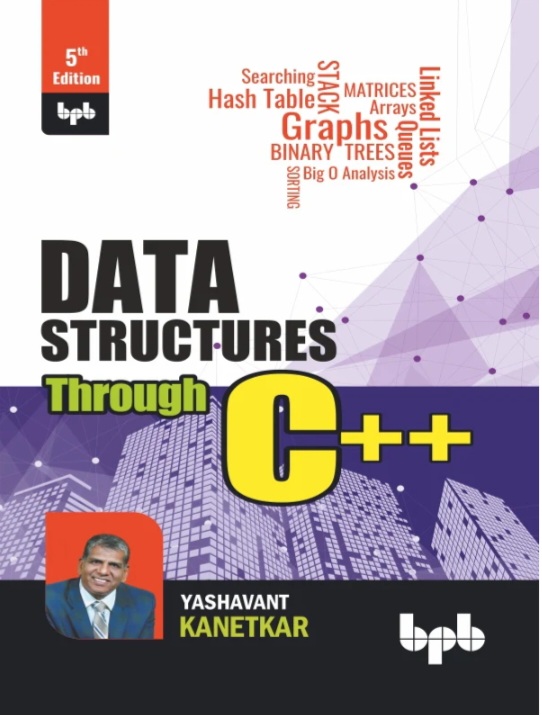 5th
Edition
bpb
Searching
Hash Table
STACK
MATRICES
Arrays
Linked Lists
Graphs
Queues
BINARY TREES
SORTING
Big O Analysis
DATA
STRUCTURES
Through
C++
YASHAVANT
KANETKAR
bpb